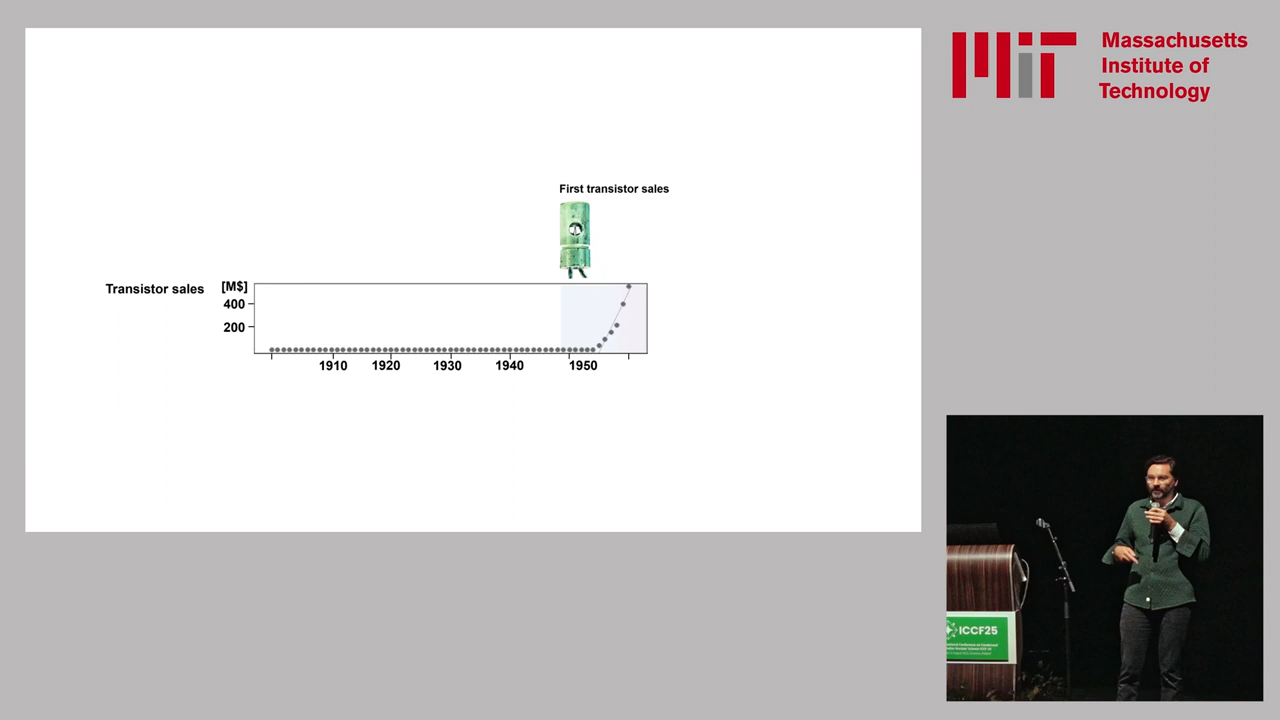 Massachusetts
Institute of
Technology
First transistor sales
Transistor sales
[M$]
400
200
1910 1920 1930 1940 1950
ICCF25